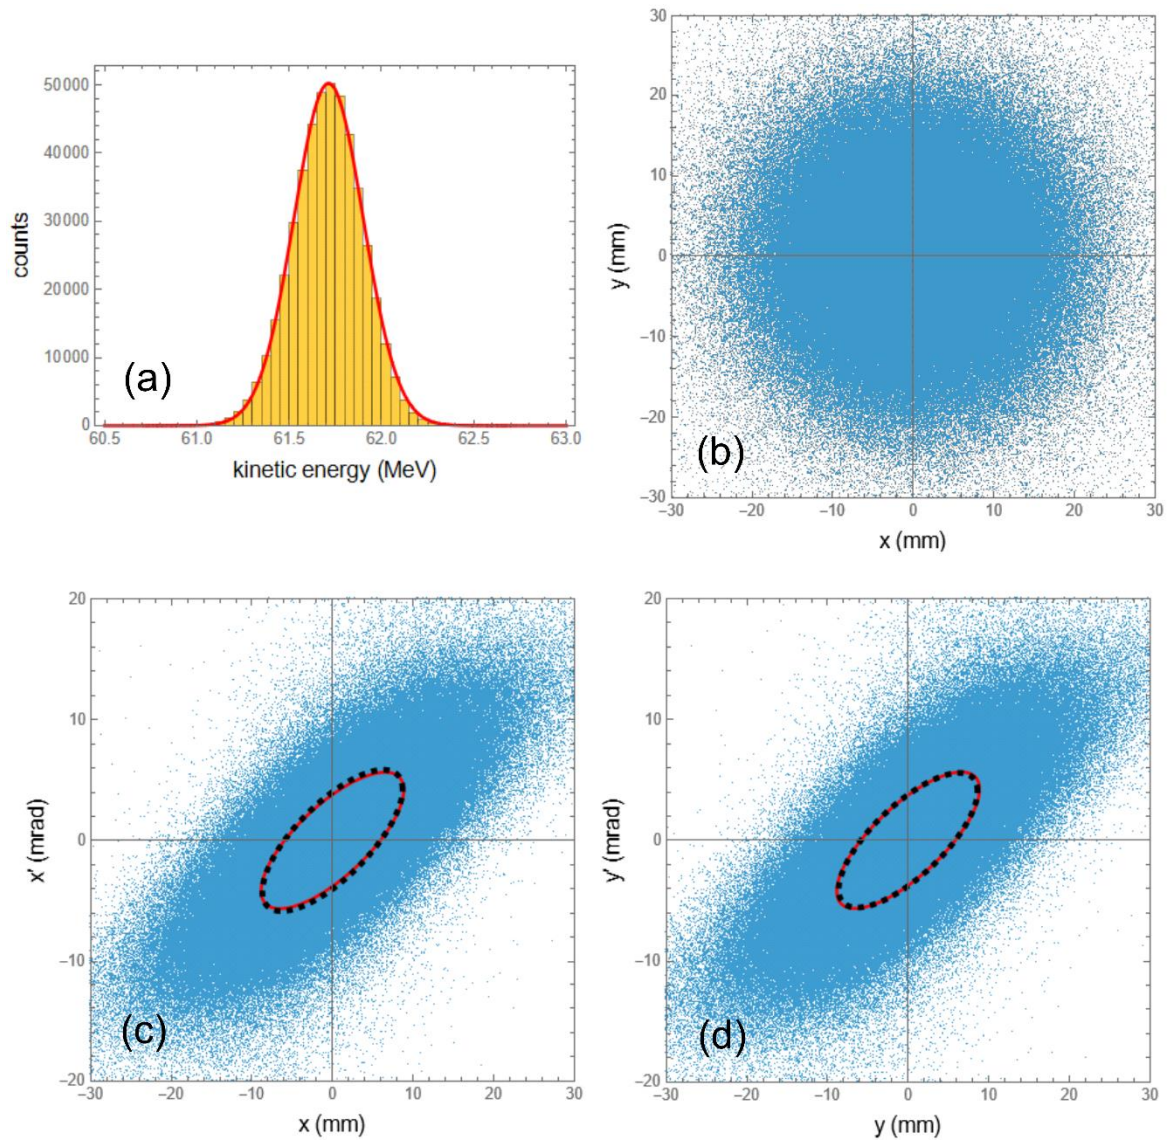 50000
40000
30000
20000
10000
0
counts
(a)
60.5 61.0 61.5 62.0 62.5 63.0
kinetic energy (MeV)
30
20
10
0
−10
−20
−30
y (mm)
(b)
−30 −20 −10 0 10 20 30
x (mm)
20
10
0
−10
−20
x' (mrad)
(c)
−30 −20 −10 0 10 20 30
x (mm)
20
10
0
−10
−20
y' (mrad)
(d)
−30 −20 −10 0 10 20 30
y (mm)